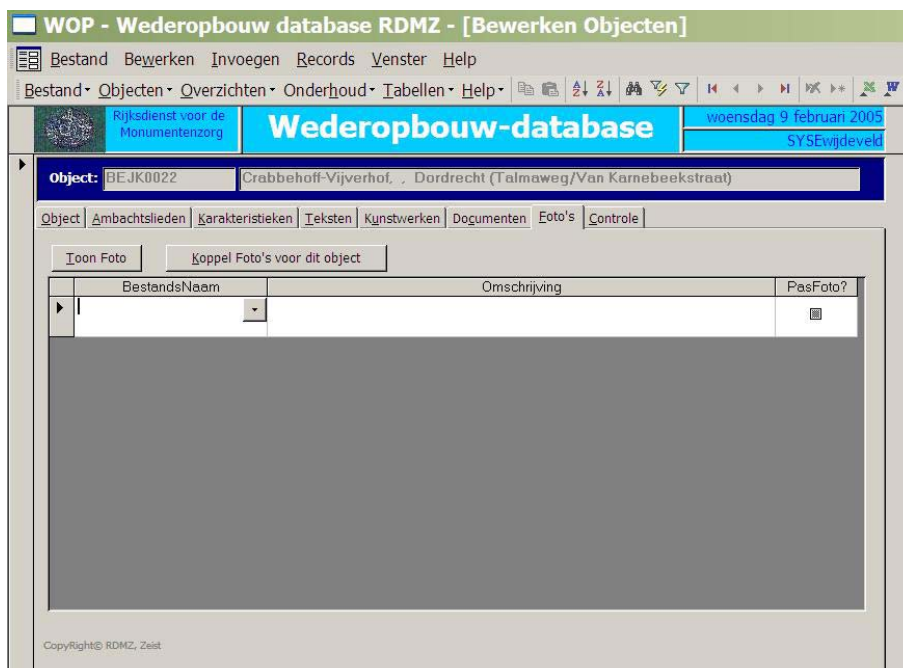 WOP - Wederopbouw database RDMZ - [Bewerken Objecten]
Bestand Bewerken Invoegen Records Venster Help
Bestand Objecten Overzichten Onderhoud Tabellen Help
Rijksdienst voor de
Monumentenzorg
Wederopbouw-database
woensdag 9 februari 2005
SYSEwijdeveld
Object: BEJK0022 Crabbehoff-Vijverhof, , Dordrecht (Talmaweg/Van Karnebeekstraat)
Object Ambachtslieden Karakteristieken Teksten Kunstwerken Documenten Foto's Controle
Toon Foto Koppel Foto's voor dit object
BestandsNaam Omschrijving PasFoto?
CopyRight© RDMZ, Zeist